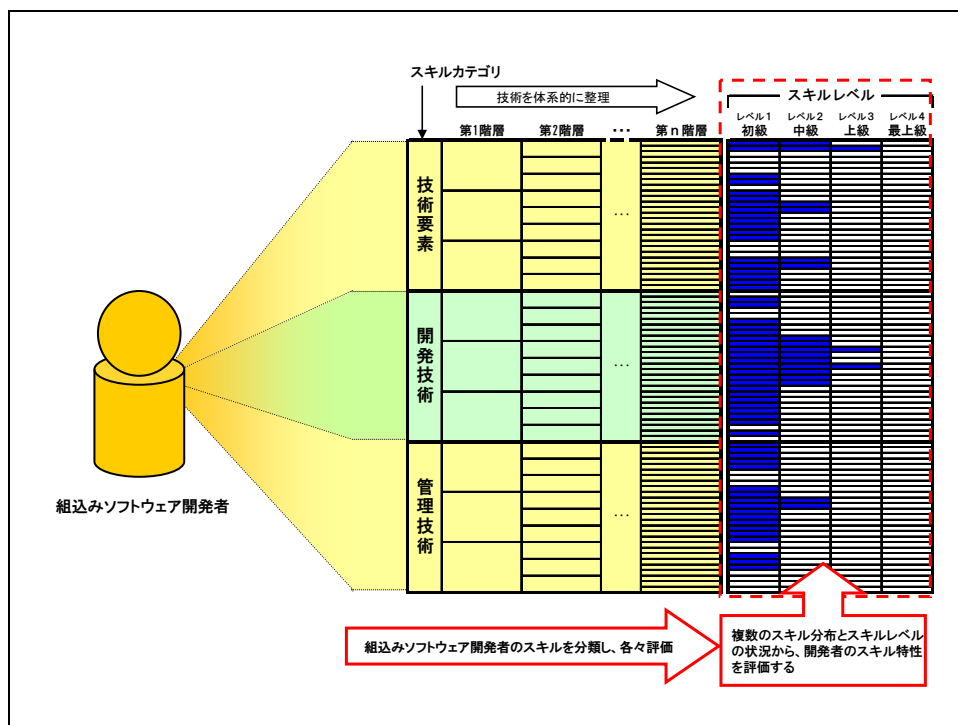 スキルカテゴリ
技術を体系的に整理
スキルレベル
レベル1 レベル2 レベル3 レベル4
第1階層 第2階層 ・・・ 第n階層 初級 中級 上級 最上級
技術要素
…
開発技術
…
管理技術
…
組込みソフトウェア開発者
組込みソフトウェア開発者のスキルを分類し、各々評価
複数のスキル分布とスキルレベル
の状況から、開発者のスキル特性
を評価する